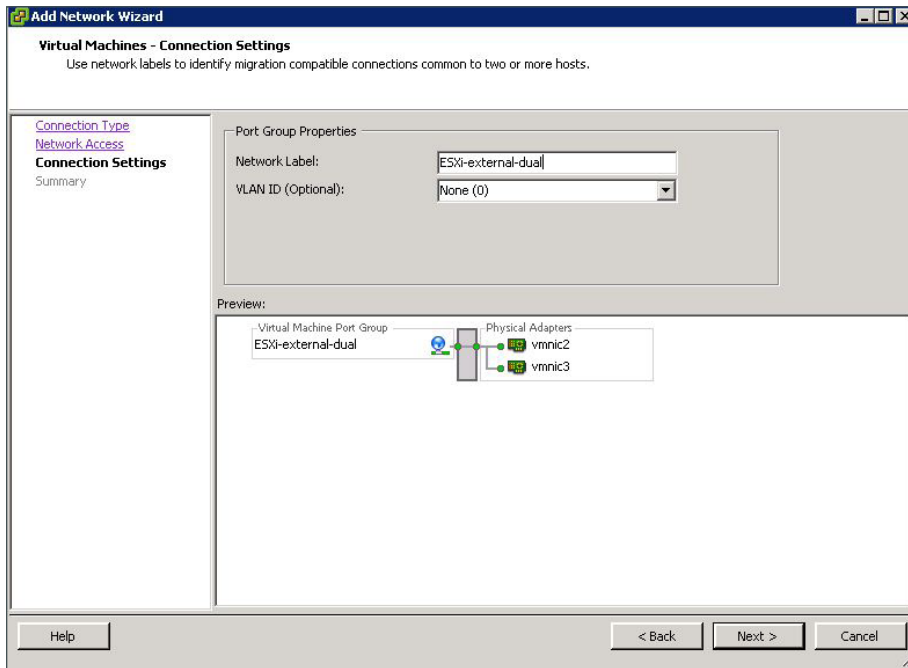 Add Network Wizard
Virtual Machines - Connection Settings
Use network labels to identify migration compatible connections common to two or more hosts.
Connection Type
Network Access
Connection Settings
Summary
Port Group Properties
Network Label: ESXi-external-dual
VLAN ID (Optional): None (0)
Preview:
Virtual Machine Port Group Physical Adapters
ESXi-external-dual vmnic2
vmnic3
Help < Back Next > Cancel